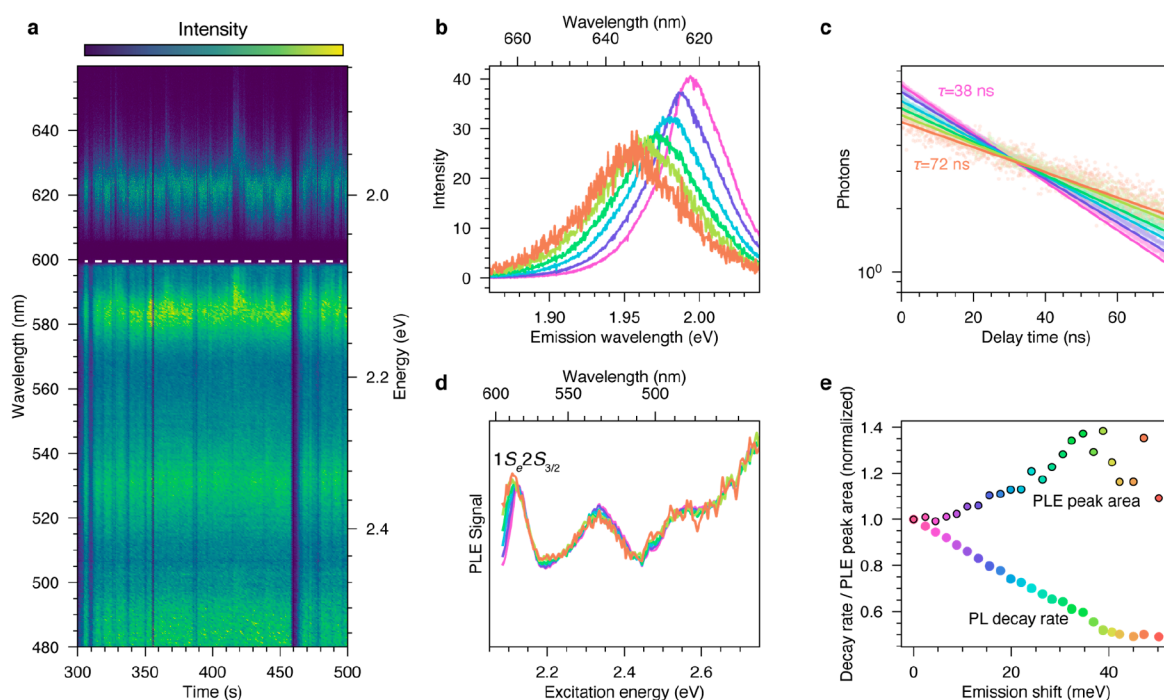 a
Intensity
640
620
600
580
560
540
520
500
480
Wavelength (nm)
2.0
2.2
2.4
Energy (eV)
300
350
400
450
500
Time (s)
b
Wavelength (nm)
660
640
620
40
30
20
10
0
Intensity
1.90
1.95
2.00
Emission wavelength (eV)
c
τ=38 ns
τ=72 ns
Photons
10⁰
0
20
40
60
Delay time (ns)
d
Wavelength (nm)
600
550
500
1Sₑ2S₃/₂
PLE Signal
2.2
2.4
2.6
Excitation energy (eV)
e
1.4
1.2
1.0
0.8
0.6
Decay rate / PLE peak area (normalized)
PLE peak area
PL decay rate
0
20
40
Emission shift (meV)